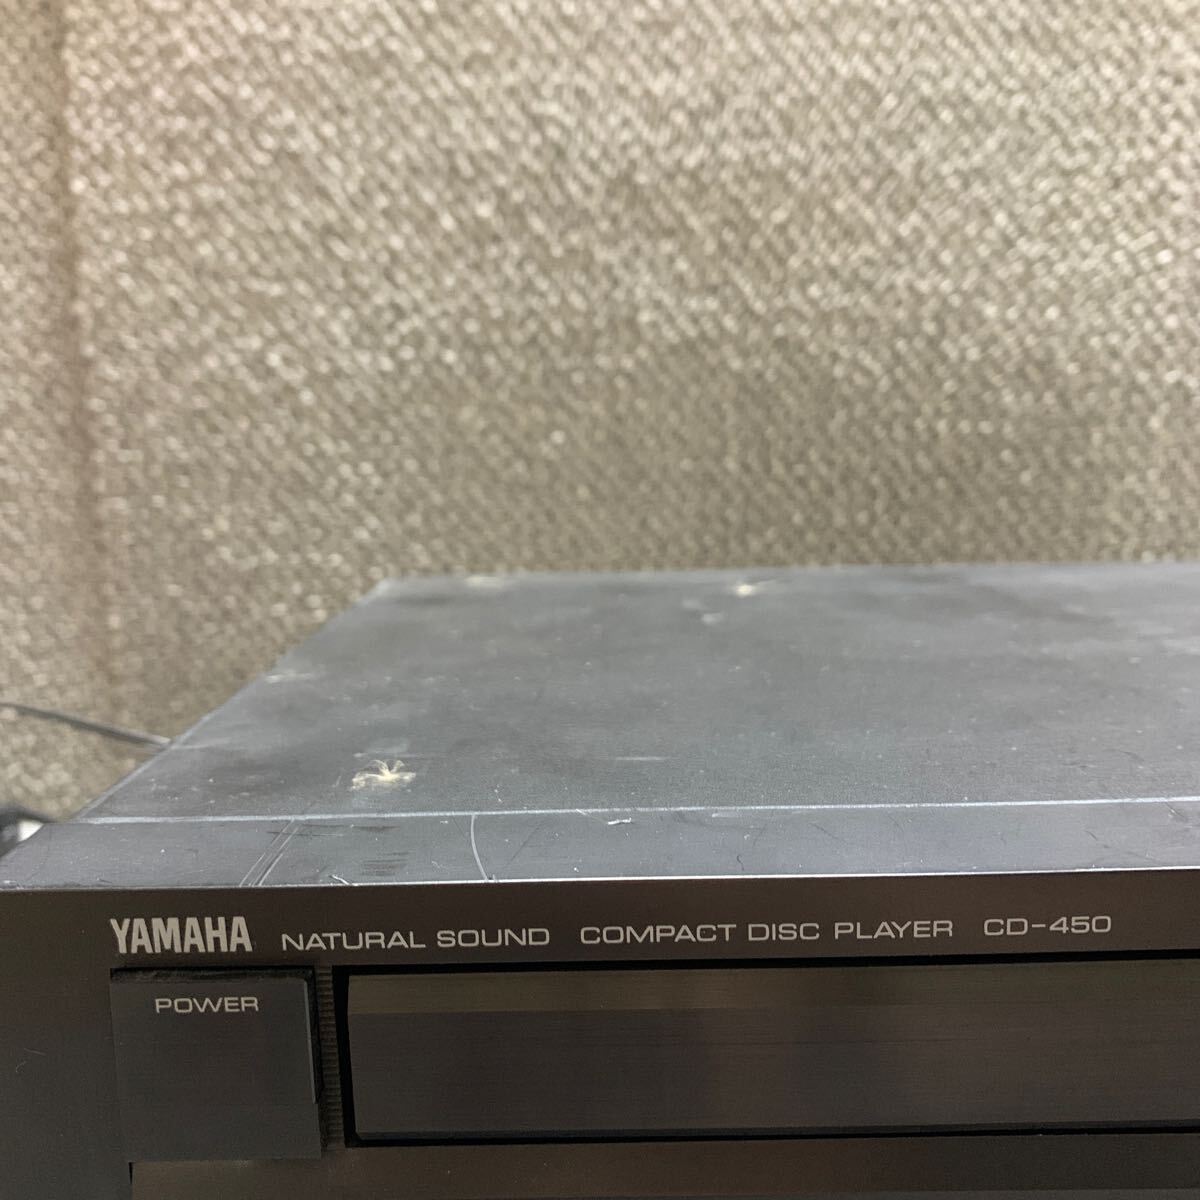 YAMAHA NATURAL SOUND COMPACT DISC PLAYER CD-450
POWER